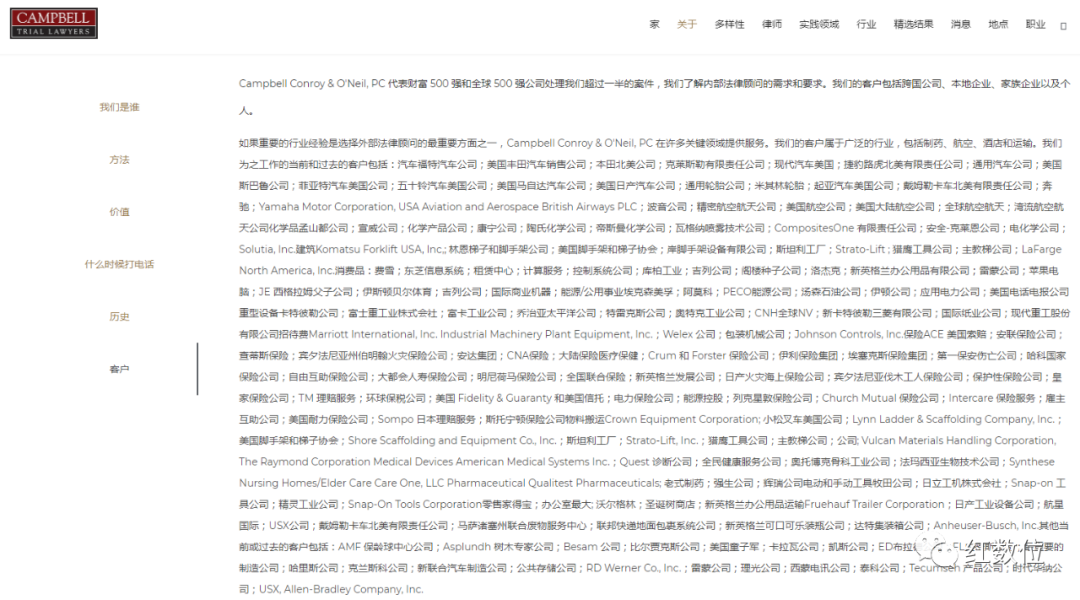 CAMPBELL
TRIAL LAWYERS
家 关于 多样性 律师 实践领域 行业 精选结果 消息 地点 职业
我们是谁
方法
价值
什么时候打电话
历史
客户
Campbell Conroy & O'Neil, PC 代表财富 500 强和全球 500 强公司处理我们超过一半的案件，我们了解内部法律顾问的需求和要求。我们的客户包括跨国公司、本地企业、家族企业以及个
人。
如果重要的行业经验是选择外部法律顾问的最重要方面之一，Campbell Conroy & O'Neil, PC 在许多关键领域提供服务。我们的客户属于广泛的行业，包括制药、航空、酒店和运输。我们
为之工作的当前和过去的客户包括：汽车福特汽车公司；美国丰田汽车销售公司；本田北美公司；克莱斯勒有限责任公司；现代汽车美国；捷豹路虎北美有限责任公司；通用汽车公司；美国
斯巴鲁公司；菲亚特汽车美国公司；五十铃汽车美国公司；美国马自达汽车公司；美国日产汽车公司；通用轮胎公司；米其林轮胎；起亚汽车美国公司；戴姆勒卡车北美有限责任公司；奔
驰；Yamaha Motor Corporation, USA Aviation and Aerospace British Airways PLC；波音公司；精密航空航天公司；美国航空公司；美国大陆航空公司；全球航空航天；湾流航空航
天公司化学品孟山都公司；宣威公司；化学产品公司；康宁公司；陶氏化学公司；帝斯曼化学公司；瓦格纳喷雾技术公司；CompositesOne 有限责任公司；安全-克莱恩公司；电化学公司；
Solutia, Inc.建筑Komatsu Forklift USA, Inc.; 林恩梯子和脚手架公司；美国脚手架和梯子协会；岸脚手架设备有限公司；斯坦利工厂；Strato-Lift；猎鹰工具公司；主教梯公司；LaFarge
North America, Inc.消费品：费雪；东芝信息系统；租赁中心；计算服务；控制系统公司；库柏工业；吉列公司；阁楼种子公司；洛杰克；新英格兰办公用品有限公司；雷蒙公司；苹果电
脑；JE 西格拉姆父子公司；伊斯顿贝尔体育；吉列公司；国际商业机器；能源/公用事业埃克森美孚；阿莫科；PECO能源公司；汤森石油公司；伊顿公司；应用电力公司；美国电话电报公司
重型设备卡特彼勒公司；富士重工业株式会社；富卡工业公司；乔治亚太平洋公司；特雷克斯公司；奥特克工业公司；CNH全球NV；新卡特彼勒三菱有限公司；国际纸业公司；现代重工股份
有限公司招待费Marriott International, Inc. Industrial Machinery Plant Equipment, Inc.；Welex 公司；包装机械公司；Johnson Controls, Inc.保险ACE 美国索赔；安联保险公司；
查蒂斯保险；宾夕法尼亚州伯明翰火灾保险公司；安达集团；CNA保险；大陆保险医疗保健；Crum 和 Forster 保险公司；伊利保险集团；埃塞克斯保险集团；第一保安伤亡公司；哈科国家
保险公司；自由互助保险公司；大都会人寿保险公司；明尼荷马保险公司；全国联合保险；新英格兰发展公司；日产火灾海上保险公司；宾夕法尼亚伐木工人保险公司；保护性保险公司；皇
家保险公司；TM 理赔服务；环球保税公司；美国 Fidelity & Guaranty 和美国信托；电力保险公司；能源控股；列克星敦保险公司；Church Mutual 保险公司；Intercare 保险服务；雇主
互助公司；美国耐力保险公司；Sompo 日本理赔服务；斯托宁顿保险公司物料搬运Crown Equipment Corporation; 小松叉车美国公司；Lynn Ladder & Scaffolding Company, Inc.；
美国脚手架和梯子协会；Shore Scaffolding and Equipment Co., Inc.；斯坦利工厂；Strato-Lift, Inc.；猎鹰工具公司；主教梯公司；公司; Vulcan Materials Handling Corporation,
The Raymond Corporation Medical Devices American Medical Systems Inc.；Quest 诊断公司；全民健康服务公司；奥托博克骨科工业公司；法玛西亚生物技术公司；Synthese
Nursing Homes/Elder Care Care One, LLC Pharmaceutical Qualitest Pharmaceuticals; 老式制药；强生公司；辉瑞公司电动和手动工具牧田公司；日立工机株式会社；Snap-on 工
具公司；精灵工业公司；Snap-On Tools Corporation零售家得宝；办公室最大; 沃尔格林；圣诞树商店；新英格兰办公用品运输Fruehauf Trailer Corporation；日产工业设备公司；航星
国际；USX公司；戴姆勒卡车北美有限责任公司；马萨诸塞州联合废物服务中心；联邦快递地面包裹系统公司；新英格兰可口可乐装瓶公司；达特集装箱公司；Anheuser-Busch, Inc.其他当
前或过去的客户包括：AMF 保龄球中心公司；Asplundh 树木专家公司；Besam 公司；比尔贾克斯公司；美国童子军；卡拉瓦公司；凯斯公司；ED布拉
制造公司；哈里斯公司；克兰斯科公司；新联合汽车制造公司；公共存储公司；RD Werner Co., Inc.；雷蒙公司；理光公司；西蒙电讯公司；泰科公司；Tecumseh 产品公司；时代华纳公
司；USX, Allen-Bradley Company, Inc.
红数位